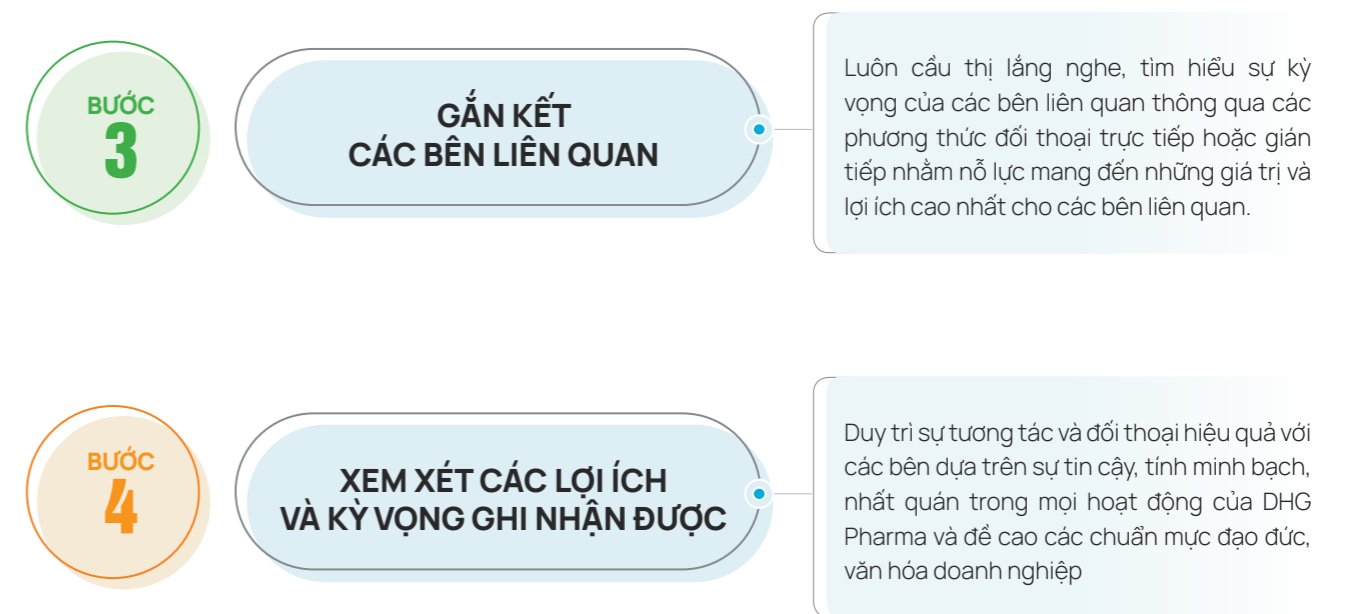 BƯỚC
3
GẮN KẾT
CÁC BÊN LIÊN QUAN
Luôn cầu thị lắng nghe, tìm hiểu sự kỳ
vọng của các bên liên quan thông qua các
phương thức đối thoại trực tiếp hoặc gián
tiếp nhằm nỗ lực mang đến những giá trị và
lợi ích cao nhất cho các bên liên quan.
BƯỚC
4
XEM XÉT CÁC LỢI ÍCH
VÀ KỲ VỌNG GHI NHẬN ĐƯỢC
Duy trì sự tương tác và đối thoại hiệu quả với
các bên dựa trên sự tin cậy, tính minh bạch,
nhất quán trong mọi hoạt động của DHG
Pharma và đề cao các chuẩn mực đạo đức,
văn hóa doanh nghiệp